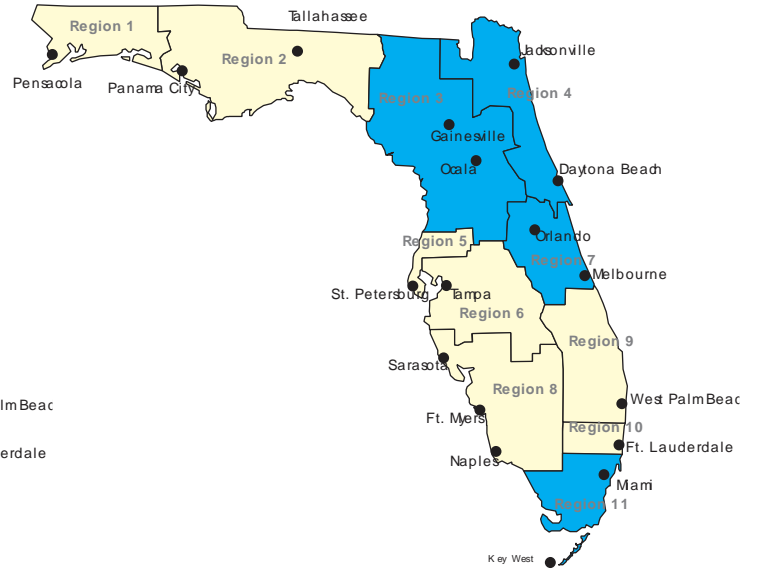 Tallahassee
Region 1
Jacksonville
Region 2
Pensacola
Panama City
Region 3
Region 4
Gainesville
Ocala
Daytona Beach
Region 5
Orlando
Region 7
Melbourne
St. Petersburg
Tampa
Region 6
Region 9
Sarasota
Region 8
West Palm Beac
lm Beac
Ft. Myers
Region 10
Ft. Lauderdale
erdale
Naples
Miami
Region 11
Key West